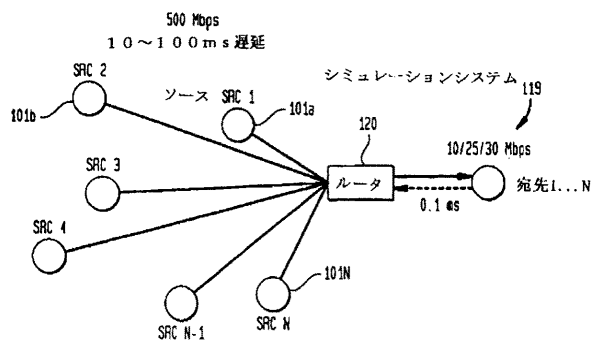 500 Mbps
10～100ms遅延
SRC 2
ソース
SRC 1
シミュレーションシステム
119
101b
101a
120
10/25/30 Mbps
SRC 3
ルータ
宛先1...N
0.1 ms
SRC 4
101N
SRC N-1
SRC N